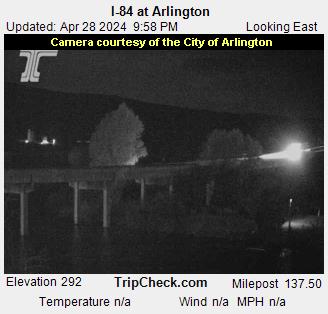 I-84 at Arlington
Updated: Apr 28 2024 9:58 PM Looking East
Camera courtesy of the City of Arlington
Elevation 292 TripCheck.com Milepost 137.50
Temperature n/a Wind n/a MPH n/a